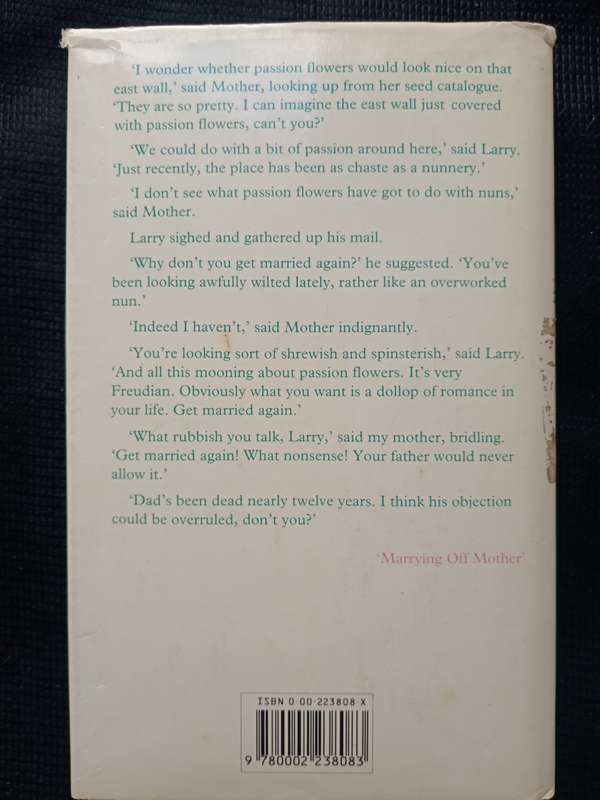 ‘I wonder whether passion flowers would look nice on that
east wall,’ said Mother, looking up from her seed catalogue.
‘They are so pretty. I can imagine the east wall just covered
with passion flowers, can’t you?’
‘We could do with a bit of passion around here,’ said Larry.
‘Just recently, the place has been as chaste as a nunnery.’
‘I don’t see what passion flowers have got to do with nuns,’
said Mother.
Larry sighed and gathered up his mail.
‘Why don’t you get married again?’ he suggested. ‘You’ve
been looking awfully wilted lately, rather like an overworked
nun.’
‘Indeed I haven’t,’ said Mother indignantly.
‘You’re looking sort of shrewish and spinsterish,’ said Larry.
‘And all this mooning about passion flowers. It’s very
Freudian. Obviously what you want is a dollop of romance in
your life. Get married again.’
‘What rubbish you talk, Larry,’ said my mother, bridling.
‘Get married again! What nonsense! Your father would never
allow it.’
‘Dad’s been dead nearly twelve years. I think his objection
could be overruled, don’t you?’
‘Marrying Off Mother’
ISBN 0-00-223808-X
9 780002 238083